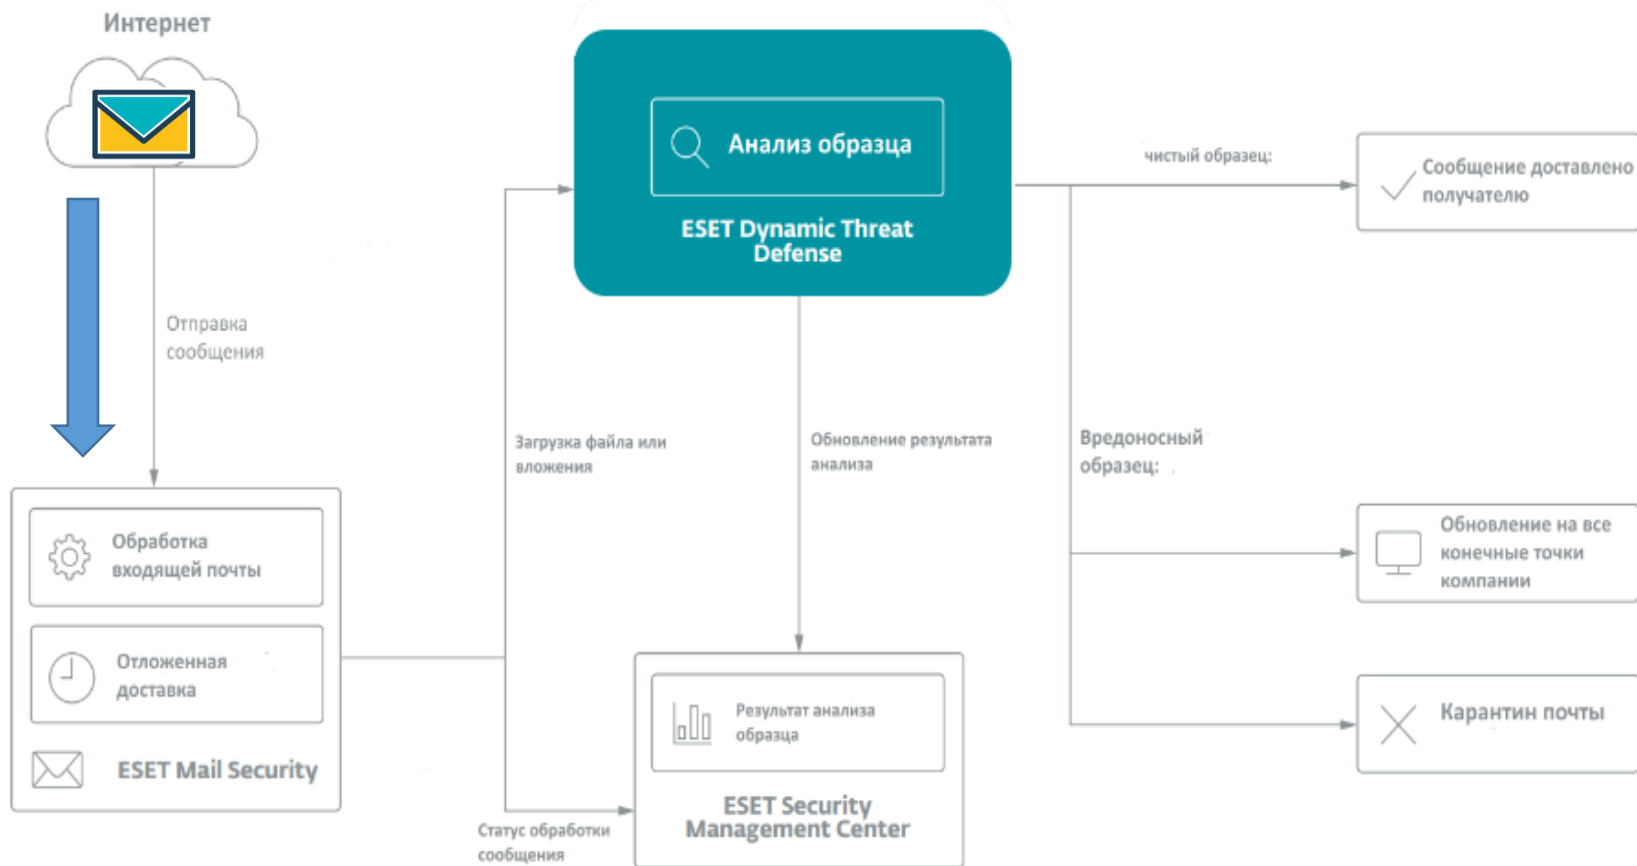 Интернет
Отправка
сообщения
Обработка
входящей почты
Отложенная
доставка
ESET Mail Security
Загрузка файла или
вложения
Статус обработки
сообщения
Анализ образца
ESET Dynamic Threat
Defense
Обновление результата
анализа
Результат анализа
образца
ESET Security
Management Center
чистый образец:
Сообщение доставлено
получателю
Вредоносный
образец:
Обновление на все
конечные точки
компании
Карантин почты